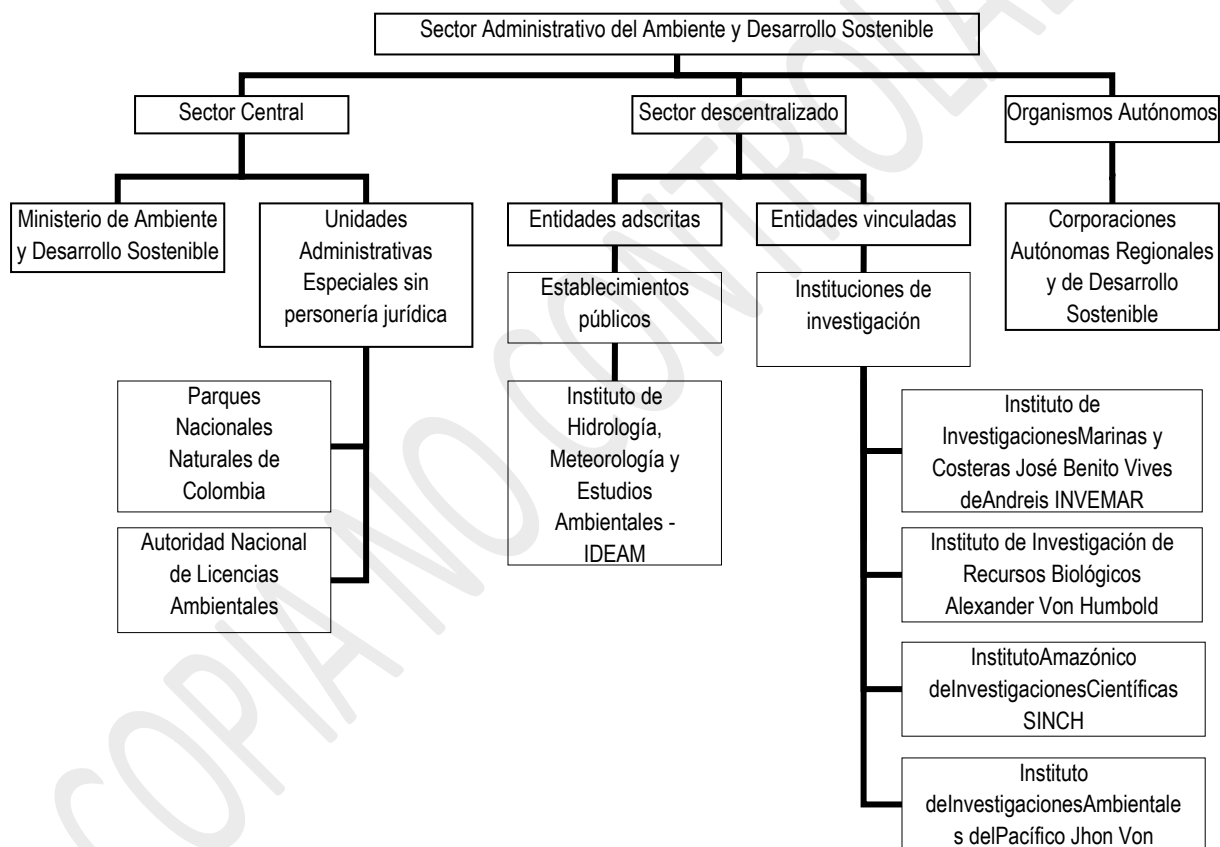 Sector Administrativo del Ambiente y Desarrollo Sostenible
Sector Central
Sector descentralizado
Organismos Autónomos
Ministerio de Ambiente
y Desarrollo Sostenible
Unidades
Administrativas
Especiales sin
personería jurídica
Entidades adscritas
Entidades vinculadas
Corporaciones
Autónomas Regionales
y de Desarrollo
Sostenible
Establecimientos
públicos
Instituciones de
investigación
Parques
Nacionales
Naturales de
Colombia
Autoridad Nacional
de Licencias
Ambientales
Instituto de
Hidrología,
Meteorología y
Estudios
Ambientales -
IDEAM
Instituto de
InvestigacionesMarinas y
Costeras José Benito Vives
deAndreis INVEMAR
Instituto de Investigación de
Recursos Biológicos
Alexander Von Humbold
InstitutoAmazónico
deInvestigacionesCientíficas
SINCH
Instituto
deInvestigacionesAmbientale
s delPacífico Jhon Von
COPIA NO CONTROLA